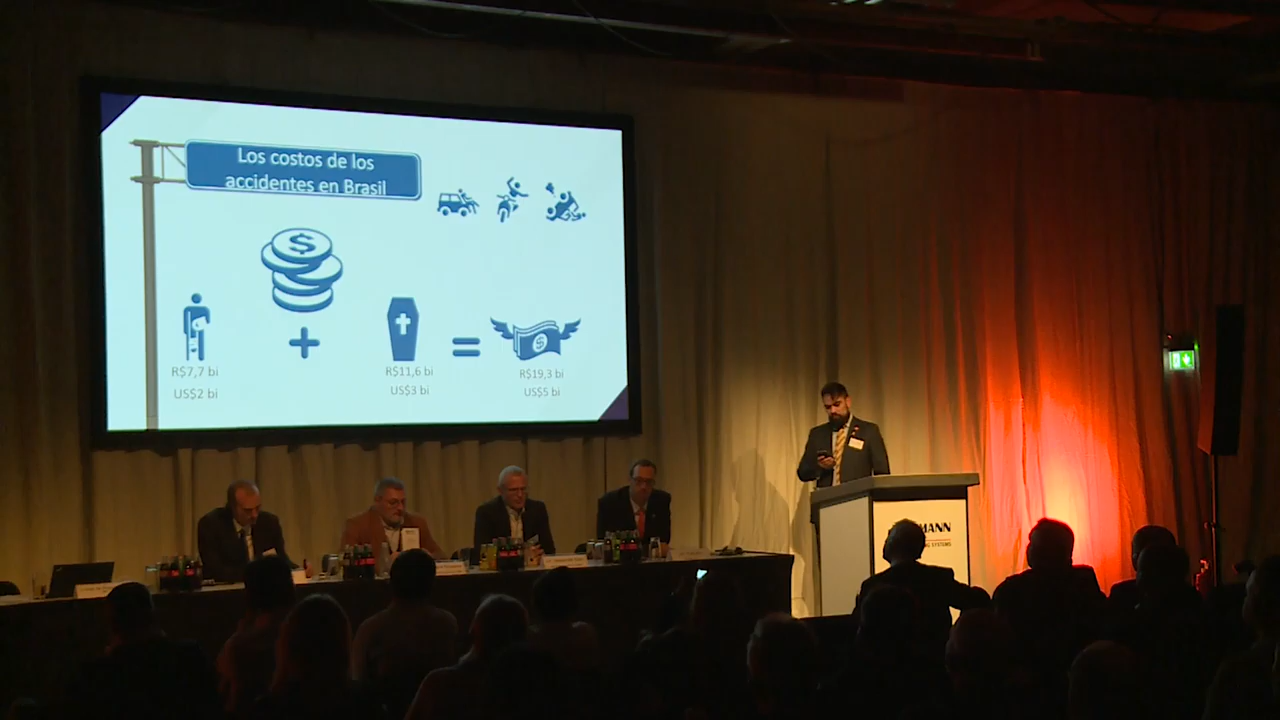 Los costos de los
accidentes en Brasil
R$7,7 bi
US$2 bi
R$11,6 bi
US$3 bi
R$19,3 bi
US$5 bi
MANN
SYSTEMS